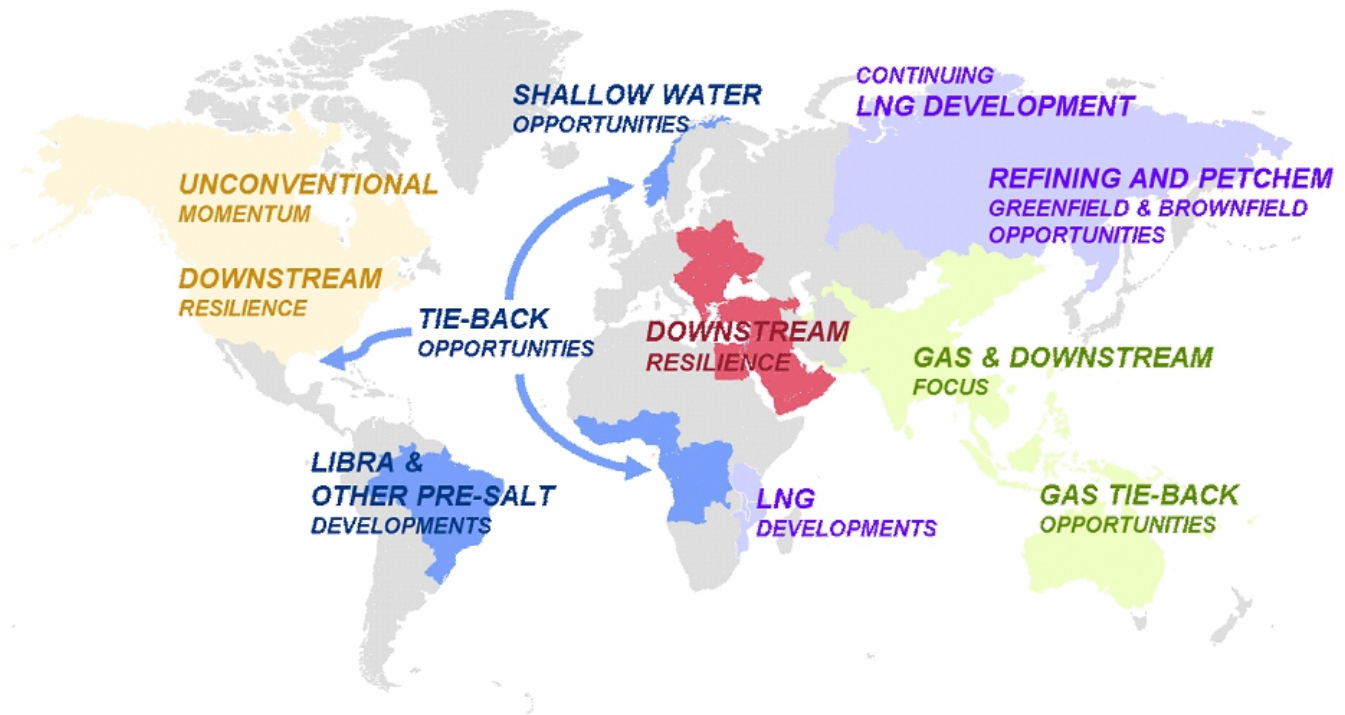 SHALLOW WATER
OPPORTUNITIES
CONTINUING
LNG DEVELOPMENT
UNCONVENTIONAL
MOMENTUM
REFINING AND PETCHEM
GREENFIELD & BROWNFIELD
OPPORTUNITIES
DOWNSTREAM
RESILIENCE
TIE-BACK
OPPORTUNITIES
DOWNSTREAM
RESILIENCE
GAS & DOWNSTREAM
FOCUS
LIBRA &
OTHER PRE-SALT
DEVELOPMENTS
LNG
DEVELOPMENTS
GAS TIE-BACK
OPPORTUNITIES